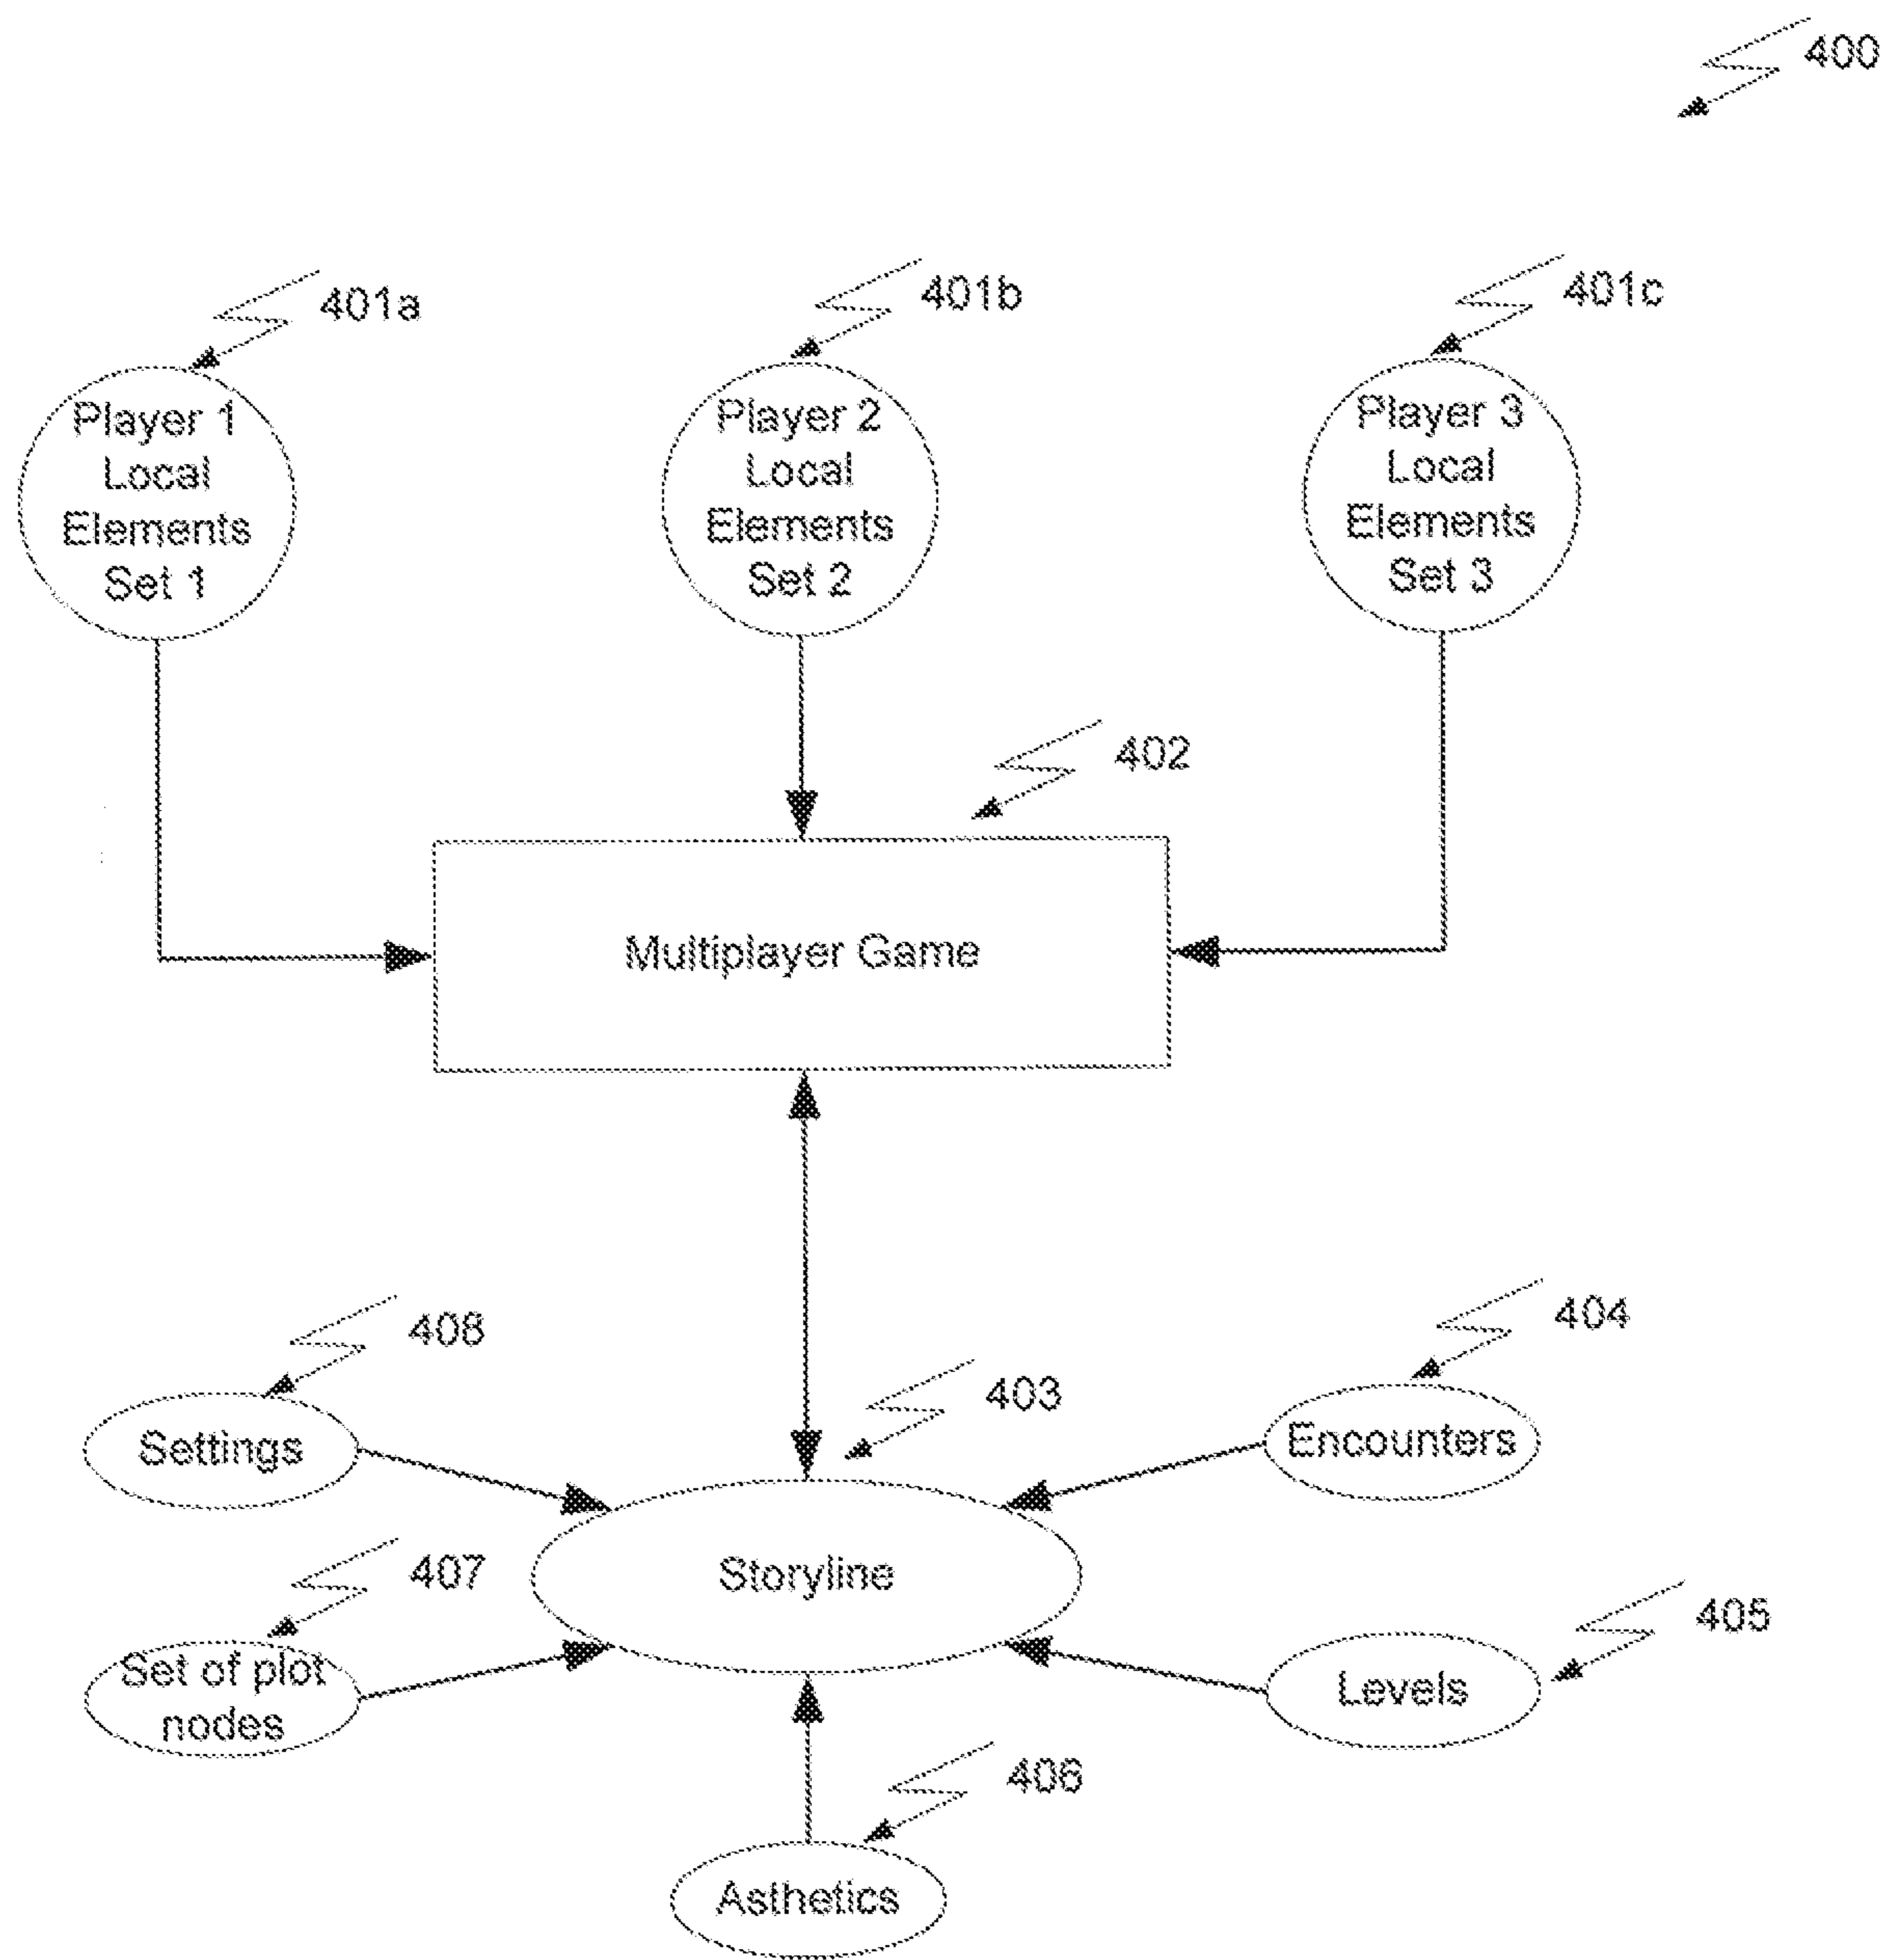 400
401a
401b
401c
Player 1
Local
Elements
Set 1
Player 2
Local
Elements
Set 2
Player 3
Local
Elements
Set 3
402
Multiplayer Game
408
404
403
Settings
Encounters
407
Storyline
405
Set of plot
nodes
Levels
406
Asthetics